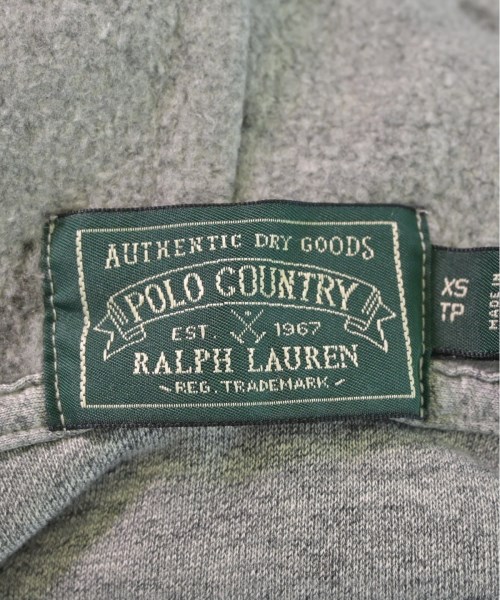 AUTHENTIC DRY GOODS
POLO COUNTRY
EST. 1967
RALPH LAUREN
~REG. TRADEMARK~
XS
TP
MADE IN